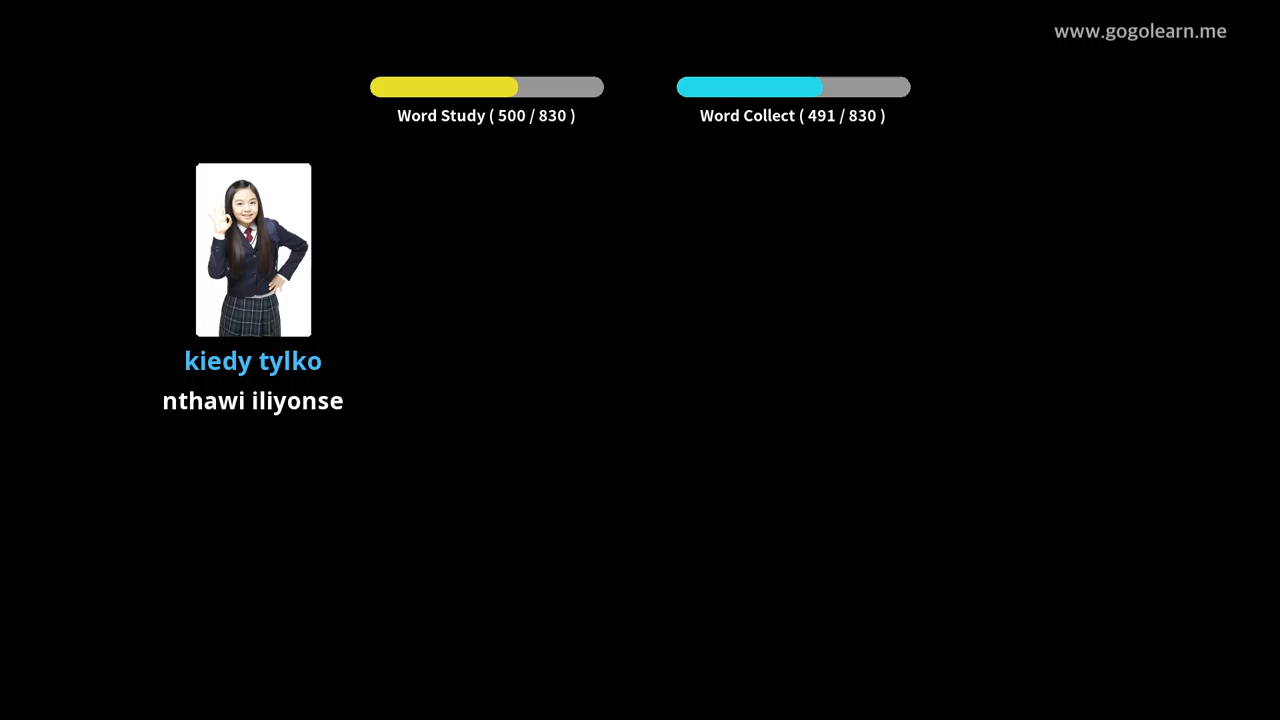 www.gogolearn.me
Word Study ( 500 / 830 )
Word Collect ( 491 / 830 )
kiedy tylko
nthawi iliyonse